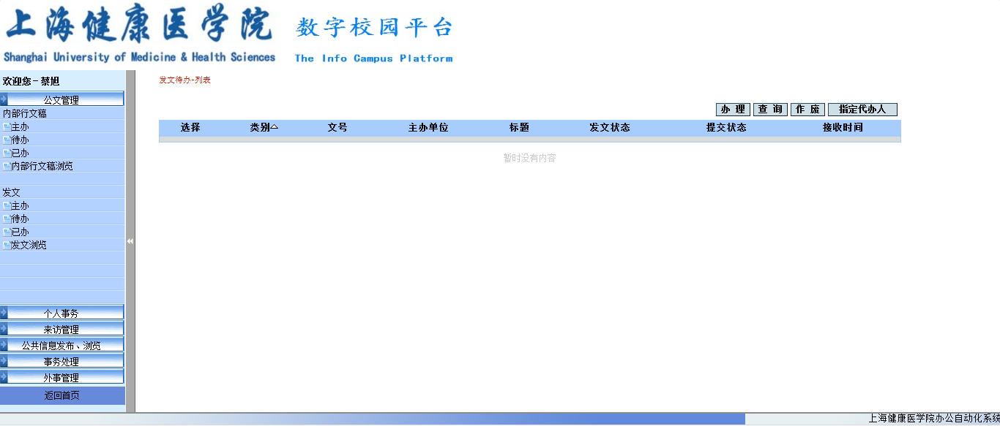 上海健康医学院 数字校园平台
Shanghai University of Medicine & Health Sciences The Info Campus Platform
欢迎您－蔡旭
发文待办-列表
公文管理
办 理 查 询 作 废 指定代办人
内部行文稿
主办
待办
已办
内部行文稿浏览
选择 类别 文号 主办单位 标题 发文状态 提交状态 接收时间
暂时没有内容
发文
主办
待办
已办
发文浏览
个人事务
来访管理
公共信息发布、浏览
事务处理
外事管理
返回首页
上海健康医学院办公自动化系统